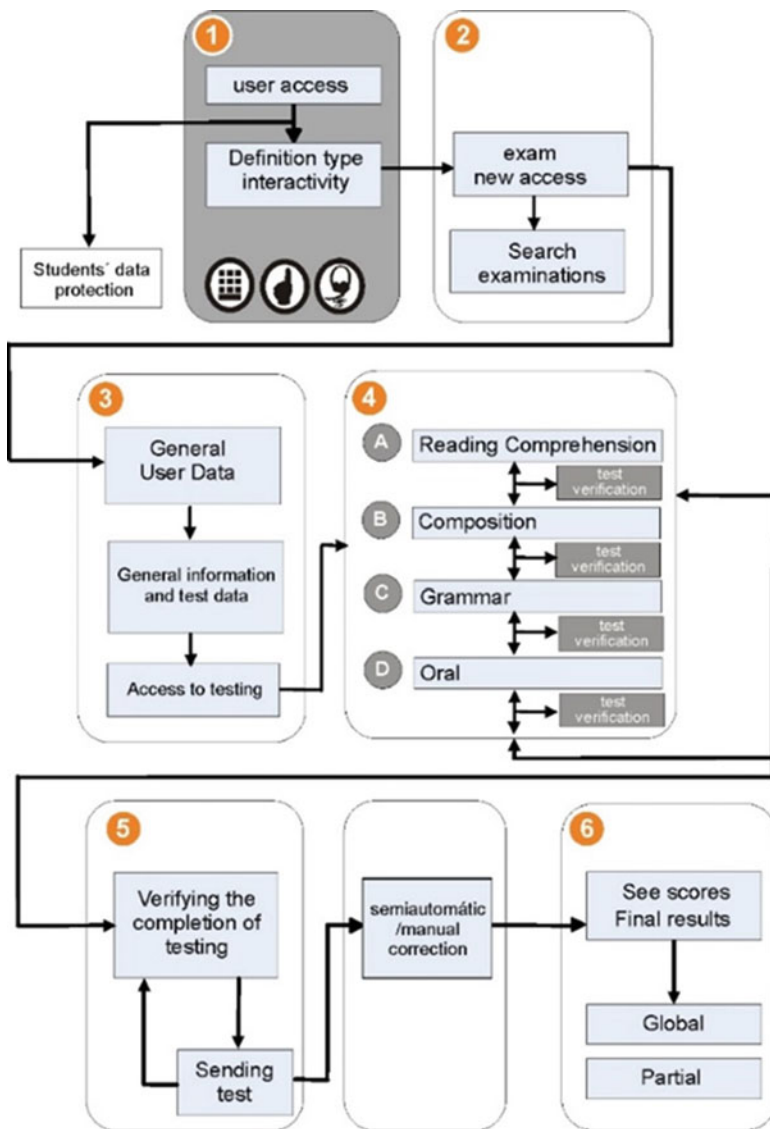 1
user access
Definition type
interactivity
Students´ data
protection
2
exam
new access
Search
examinations
3
General
User Data
General information
and test data
Access to testing
4
A
Reading Comprehension
test
verification
B
Composition
test
verification
C
Grammar
test
verification
D
Oral
test
verification
5
Verifying the
completion of
testing
Sending
test
semiautomátic
/manual
correction
6
See scores
Final results
Global
Partial